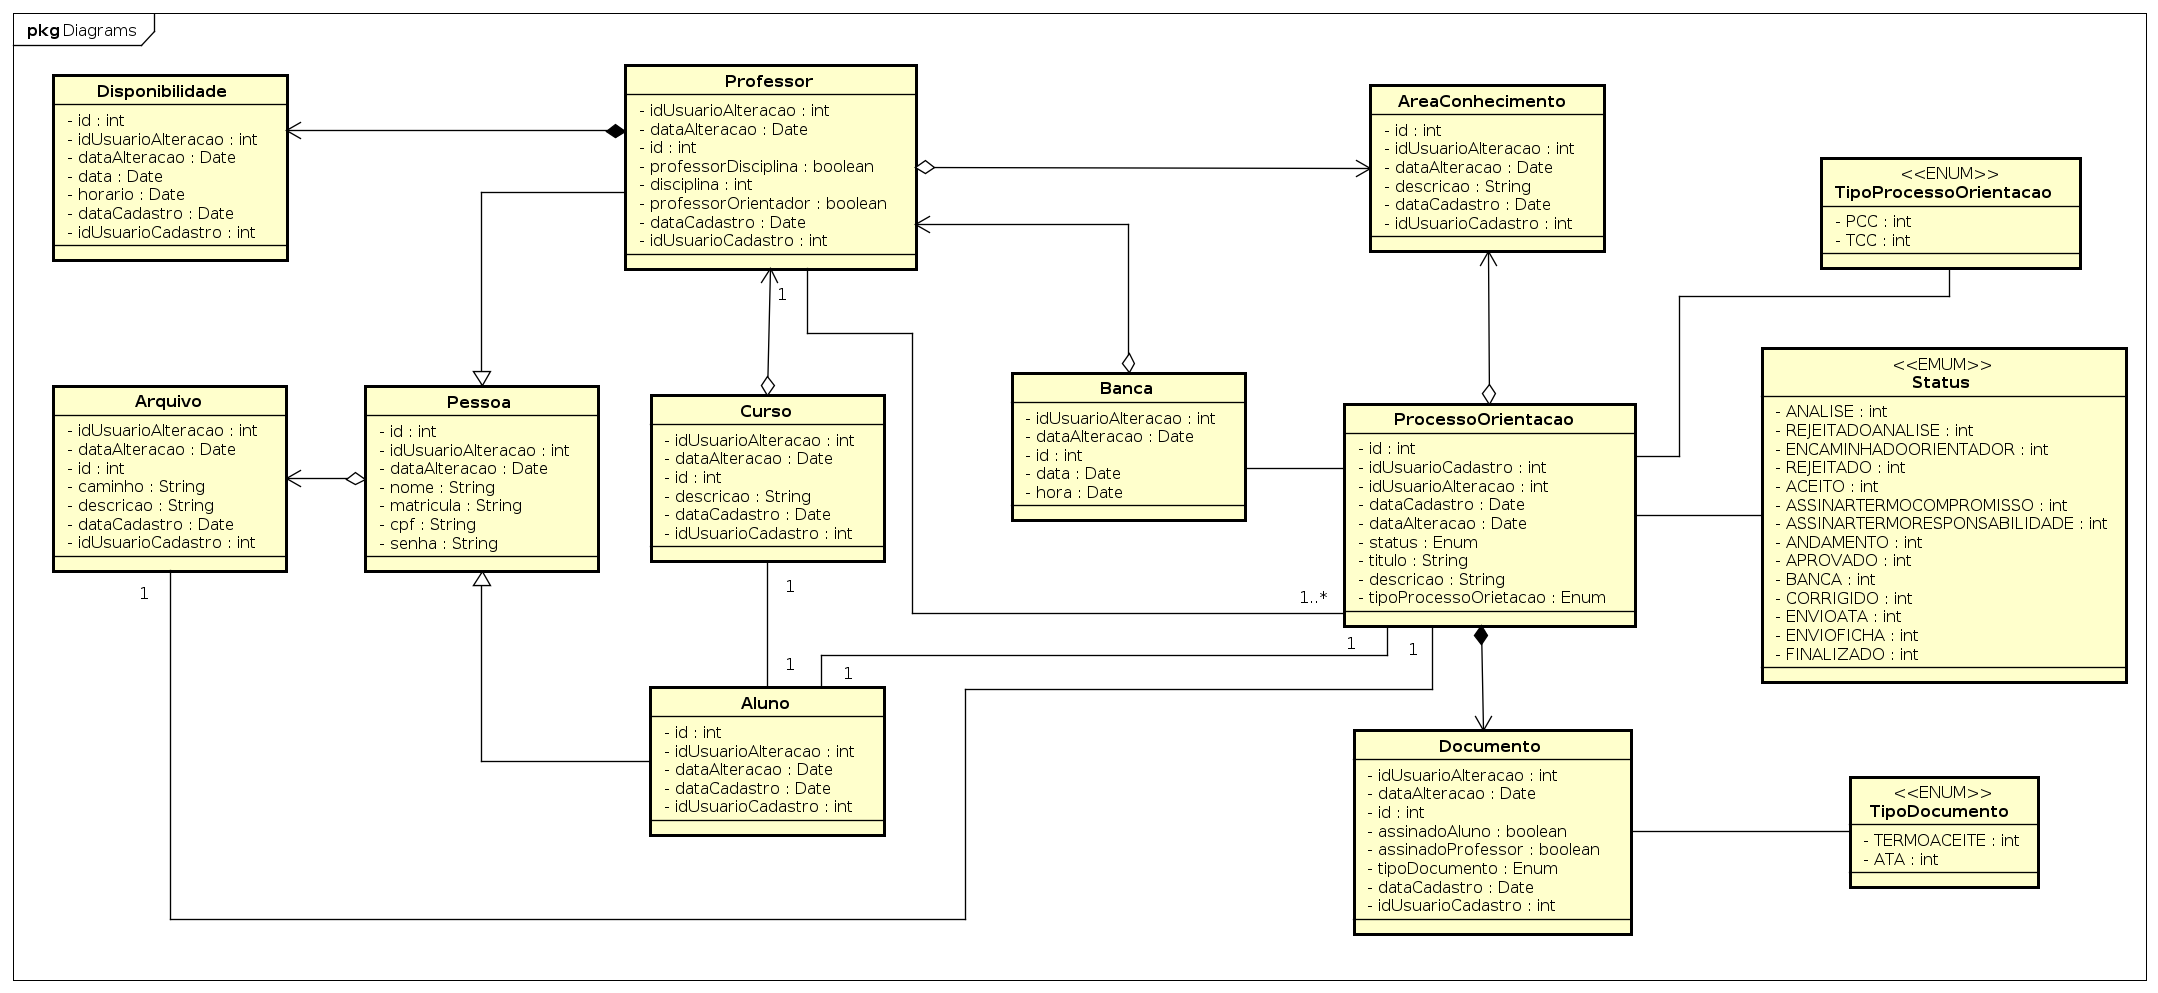 pkg Diagrams
Disponibilidade
- id : int
- idUsuarioAlteracao : int
- dataAlteracao : Date
- data : Date
- horario : Date
- dataCadastro : Date
- idUsuarioCadastro : int
Professor
- idUsuarioAlteracao : int
- dataAlteracao : Date
- id : int
- professorDisciplina : boolean
- disciplina : int
- professorOrientador : boolean
- dataCadastro : Date
- idUsuarioCadastro : int
1
AreaConhecimento
- id : int
- idUsuarioAlteracao : int
- dataAlteracao : Date
- descricao : String
- dataCadastro : Date
- idUsuarioCadastro : int
<<ENUM>>
TipoProcessoOrientacao
- PCC : int
- TCC : int
Arquivo
- idUsuarioAlteracao : int
- dataAlteracao : Date
- id : int
- caminho : String
- descricao : String
- dataCadastro : Date
- idUsuarioCadastro : int
1
Pessoa
- id : int
- idUsuarioAlteracao : int
- dataAlteracao : Date
- nome : String
- matricula : String
- cpf : String
- senha : String
Curso
- idUsuarioAlteracao : int
- dataAlteracao : Date
- id : int
- descricao : String
- dataCadastro : Date
- idUsuarioCadastro : int
1
Banca
- idUsuarioAlteracao : int
- dataAlteracao : Date
- id : int
- data : Date
- hora : Date
ProcessoOrientacao
- id : int
- idUsuarioCadastro : int
- idUsuarioAlteracao : int
- dataCadastro : Date
- dataAlteracao : Date
- status : Enum
- titulo : String
- descricao : String
- tipoProcessoOrietacao : Enum
1..*
1
1
<<EMUM>>
Status
- ANALISE : int
- REJEITADOANALISE : int
- ENCAMINHADOORIENTADOR : int
- REJEITADO : int
- ACEITO : int
- ASSINARTERMOCOMPROMISSO : int
- ASSINARTERMORESPONSABILIDADE : int
- ANDAMENTO : int
- APROVADO : int
- BANCA : int
- CORRIGIDO : int
- ENVIOATA : int
- ENVIOFICHA : int
- FINALIZADO : int
1
1
Aluno
- id : int
- idUsuarioAlteracao : int
- dataAlteracao : Date
- dataCadastro : Date
- idUsuarioCadastro : int
Documento
- idUsuarioAlteracao : int
- dataAlteracao : Date
- id : int
- assinadoAluno : boolean
- assinadoProfessor : boolean
- tipoDocumento : Enum
- dataCadastro : Date
- idUsuarioCadastro : int
<<ENUM>>
TipoDocumento
- TERMOACEITE : int
- ATA : int